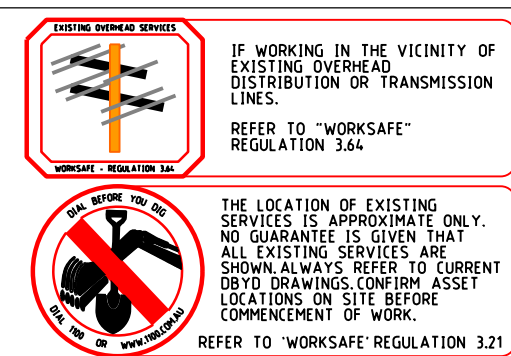 EXISTING OVERHEAD SERVICES
WORKSAFE - REGULATION 3.64
IF WORKING IN THE VICINITY OF
EXISTING OVERHEAD
DISTRIBUTION OR TRANSMISSION
LINES.
REFER TO "WORKSAFE"
REGULATION 3.64
DIAL BEFORE YOU DIG
DIAL 1100 OR WWW.1100.COM.AU
THE LOCATION OF EXISTING
SERVICES IS APPROXIMATE ONLY.
NO GUARANTEE IS GIVEN THAT
ALL EXISTING SERVICES ARE
SHOWN. ALWAYS REFER TO CURRENT
DBYD DRAWINGS. CONFIRM ASSET
LOCATIONS ON SITE BEFORE
COMMENCEMENT OF WORK.
REFER TO 'WORKSAFE' REGULATION 3.21